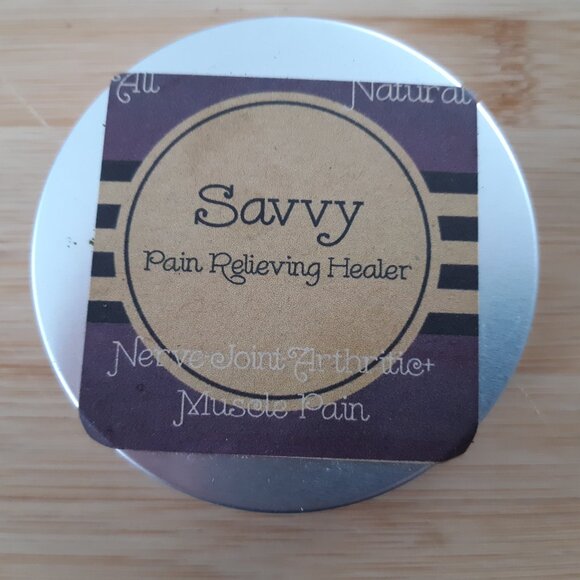 All Natural
Savvy
Pain Relieving Healer
Nerve-Joint-Arthritic+
Muscle Pain